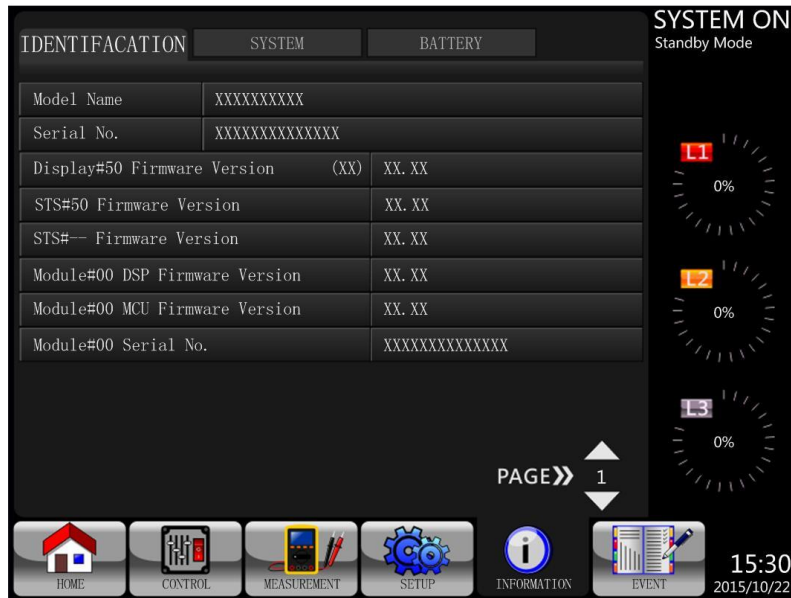 IDENTIFACATION SYSTEM BATTERY
SYSTEM ON
Standby Mode
Model Name XXXXXXXXXX
Serial No. XXXXXXXXXXXXXX
Display#50 Firmware Version (XX) XX.XX
STS#50 Firmware Version XX.XX
STS#-- Firmware Version XX.XX
Module#00 DSP Firmware Version XX.XX
Module#00 MCU Firmware Version XX.XX
Module#00 Serial No. XXXXXXXXXXXXXX
L1
0%
L2
0%
L3
0%
PAGE 1
HOME CONTROL MEASUREMENT SETUP INFORMATION EVENT
15:30
2015/10/22